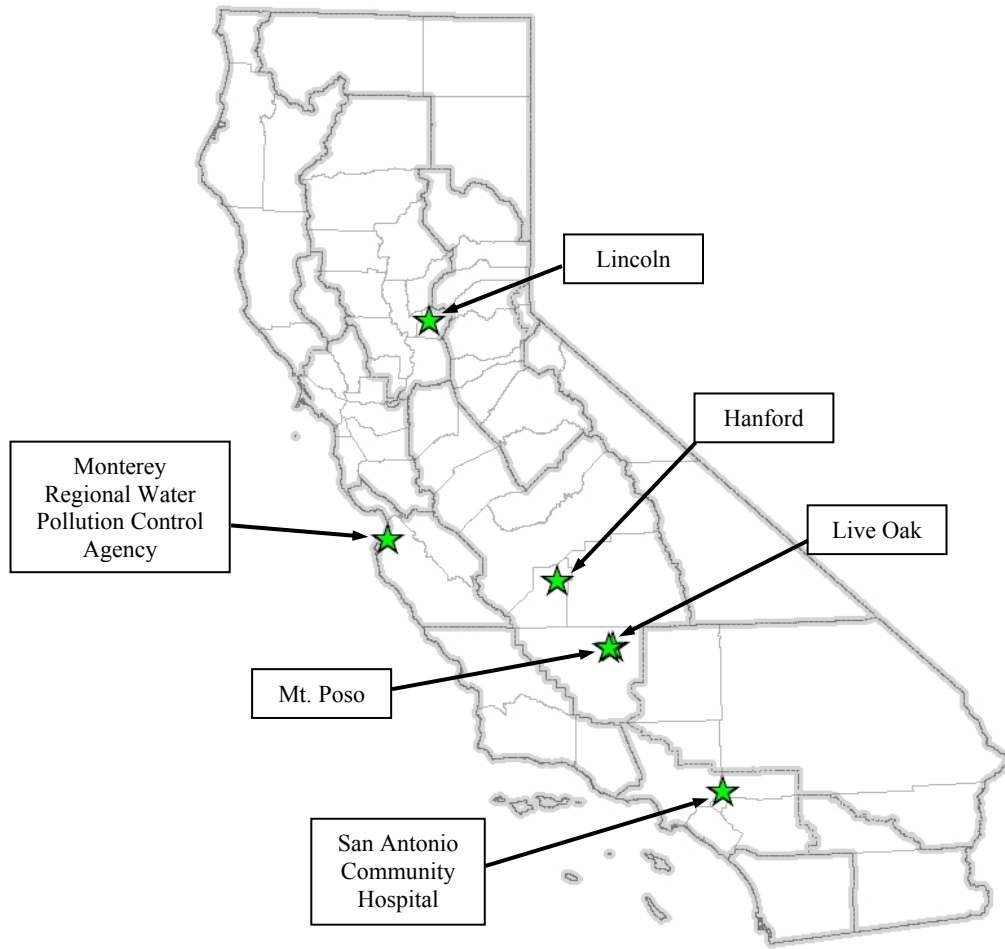 Lincoln
Hanford
Monterey
Regional Water
Pollution Control
Agency
Live Oak
Mt. Poso
San Antonio
Community
Hospital